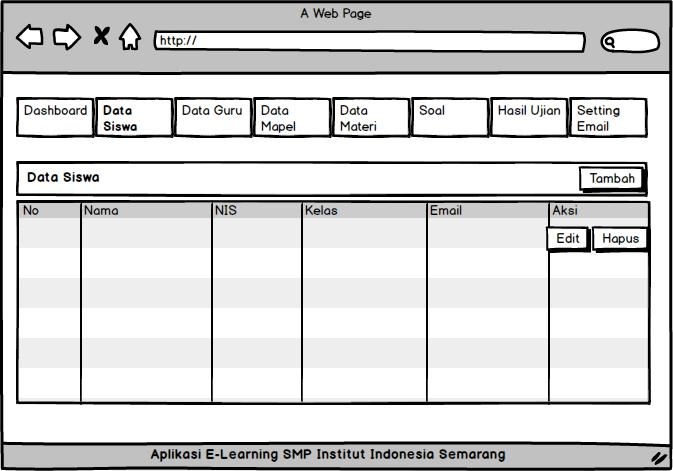 A Web Page
http://
Dashboard Data Siswa Data Guru Data Mapel Data Materi Soal Hasil Ujian Setting Email
Data Siswa Tambah
No Nama NIS Kelas Email Aksi
Edit Hapus
Aplikasi E-Learning SMP Institut Indonesia Semarang